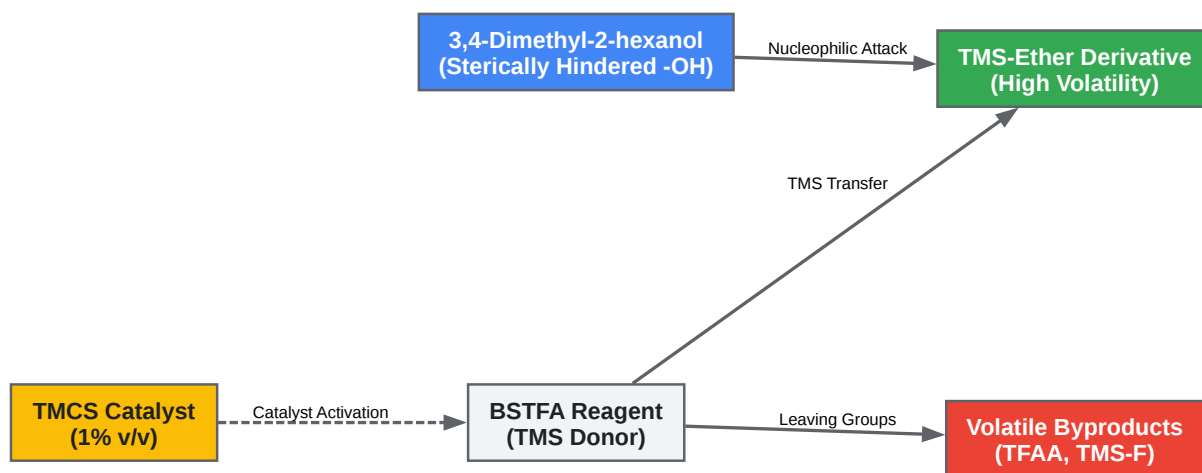 3,4-Dimethyl-2-hexanol
(Sterically Hindered -OH)
Nucleophilic Attack
TMS-Ether Derivative
(High Volatility)
TMS Transfer
TMCS Catalyst
(1% v/v)
Catalyst Activation
BSTFA Reagent
(TMS Donor)
Leaving Groups
Volatile Byproducts
(TFAA, TMS-F)